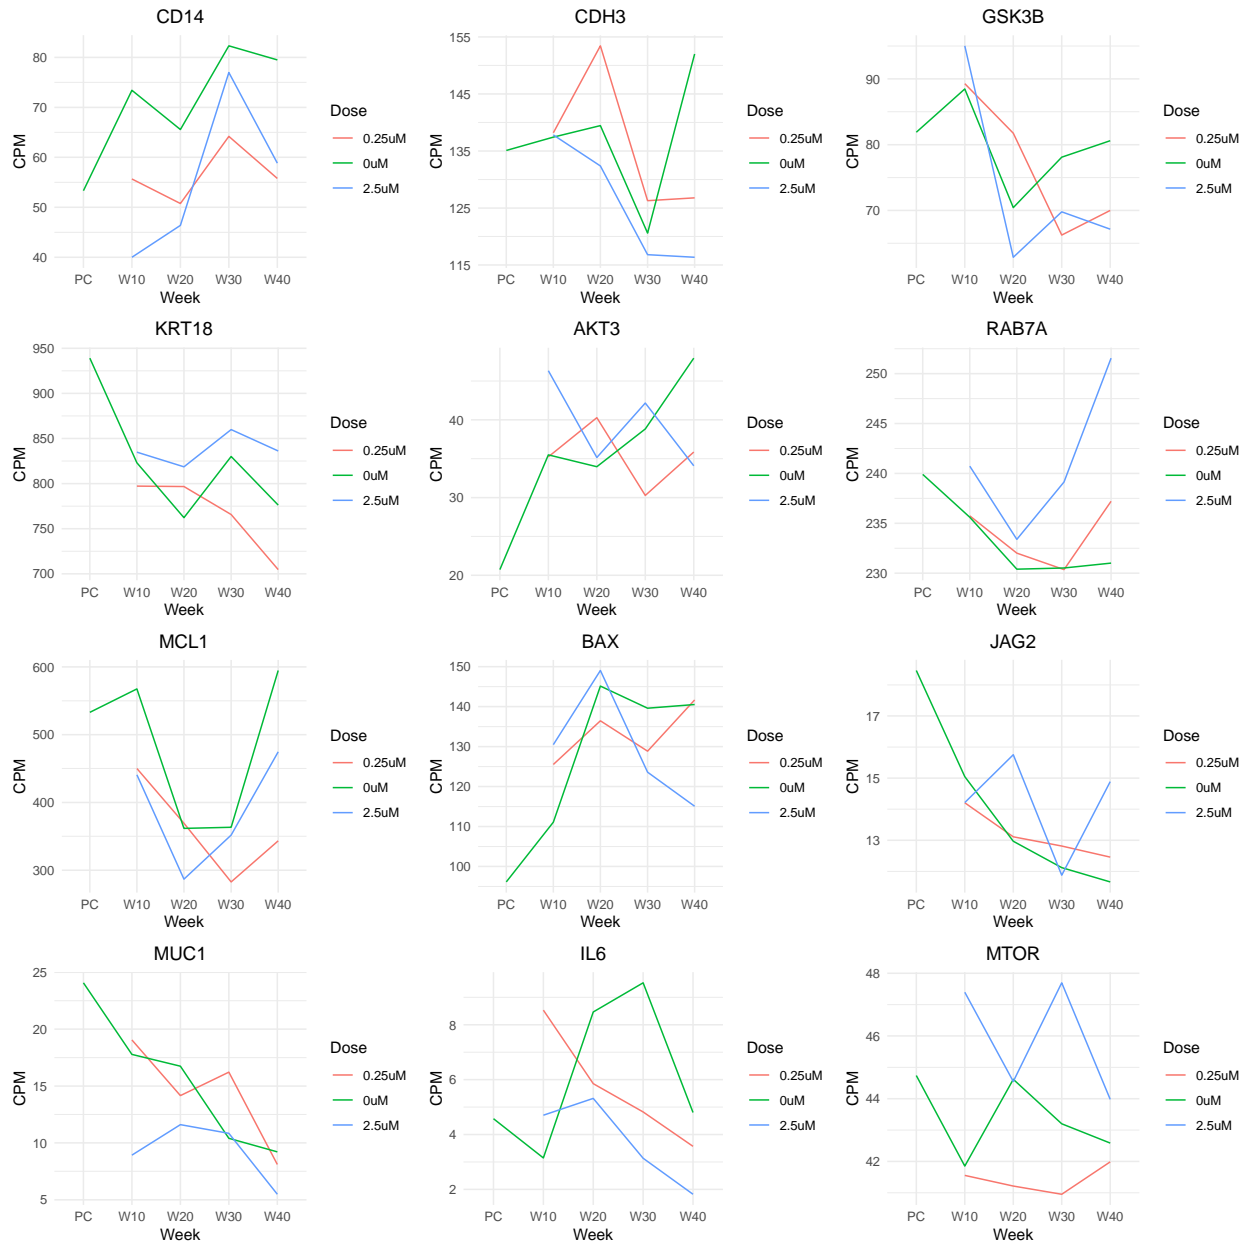 CD14
CPM
80
70
60
50
40
PC W10 W20 W30 W40
Week
Dose
0.25uM
0uM
2.5uM
CDH3
CPM
155
145
135
125
115
PC W10 W20 W30 W40
Week
Dose
0.25uM
0uM
2.5uM
GSK3B
CPM
90
80
70
PC W10 W20 W30 W40
Week
Dose
0.25uM
0uM
2.5uM
KRT18
CPM
950
900
850
800
750
700
PC W10 W20 W30 W40
Week
Dose
0.25uM
0uM
2.5uM
AKT3
CPM
40
30
20
PC W10 W20 W30 W40
Week
Dose
0.25uM
0uM
2.5uM
RAB7A
CPM
250
245
240
235
230
PC W10 W20 W30 W40
Week
Dose
0.25uM
0uM
2.5uM
MCL1
CPM
600
500
400
300
PC W10 W20 W30 W40
Week
Dose
0.25uM
0uM
2.5uM
BAX
CPM
150
140
130
120
110
100
PC W10 W20 W30 W40
Week
Dose
0.25uM
0uM
2.5uM
JAG2
CPM
17
15
13
PC W10 W20 W30 W40
Week
Dose
0.25uM
0uM
2.5uM
MUC1
CPM
25
20
15
10
5
PC W10 W20 W30 W40
Week
Dose
0.25uM
0uM
2.5uM
IL6
CPM
8
6
4
2
PC W10 W20 W30 W40
Week
Dose
0.25uM
0uM
2.5uM
MTOR
CPM
48
46
44
42
PC W10 W20 W30 W40
Week
Dose
0.25uM
0uM
2.5uM